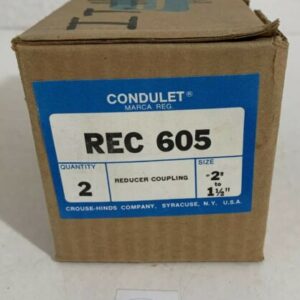 CONDULET®
MARCA REG.
REC 605
QUANTITY
2
REDUCER COUPLING
SIZE
2"
to
1½"
CROUSE-HINDS COMPANY, SYRACUSE, N.Y. U.S.A.